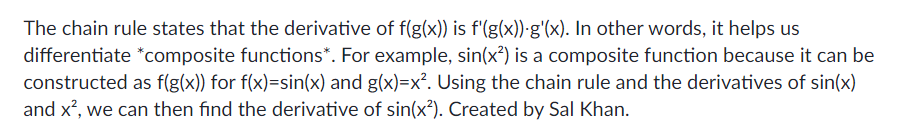 The chain rule states that the derivative of f(g(x)) is f'(g(x))⋅g'(x). In other words, it helps us
differentiate *composite functions*. For example, sin(x²) is a composite function because it can be
constructed as f(g(x)) for f(x)=sin(x) and g(x)=x². Using the chain rule and the derivatives of sin(x)
and x², we can then find the derivative of sin(x²). Created by Sal Khan.